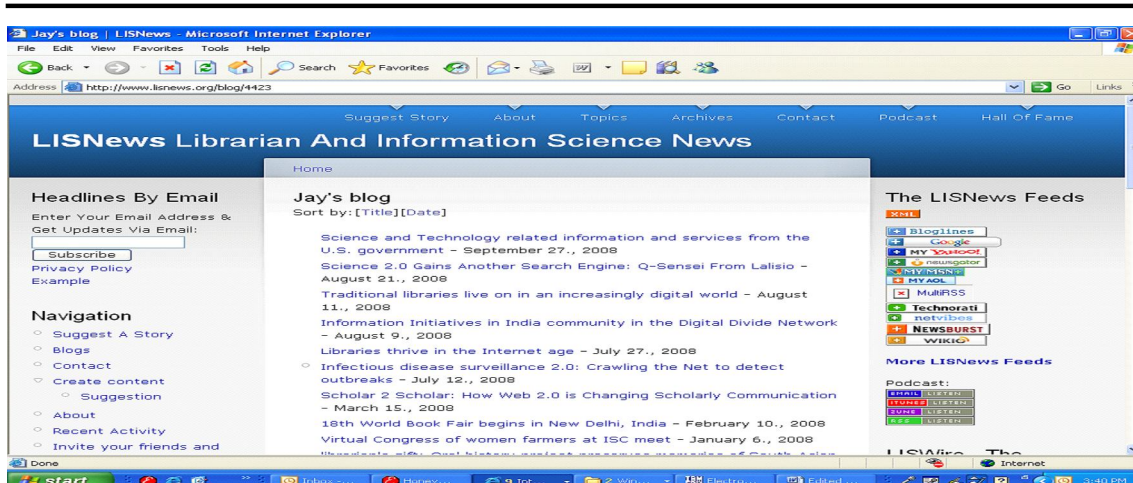 Jay's blog | LISNews - Microsoft Internet Explorer
File Edit View Favorites Tools Help
Back Search Favorites
Address http://www.lisnews.org/blog/4423 Go Links
Suggest Story About Topics Archives Contact Podcast Hall Of Fame
LISNews Librarian And Information Science News
Home
Headlines By Email
Enter Your Email Address &
Get Updates Via Email:
Subscribe
Privacy Policy
Example
Navigation
Suggest A Story
Blogs
Contact
Create content
Suggestion
About
Recent Activity
Invite your friends and
Jay's blog
Sort by:[Title][Date]
Science and Technology related information and services from the
U.S. government – September 27., 2008
Science 2.0 Gains Another Search Engine: Q-Sensei From Lalisio –
August 21., 2008
Traditional libraries live on in an increasingly digital world – August
11., 2008
Information Initiatives in India community in the Digital Divide Network
– August 9., 2008
Libraries thrive in the Internet age – July 27., 2008
Infectious disease surveillance 2.0: Crawling the Net to detect
outbreaks – July 12., 2008
Scholar 2 Scholar: How Web 2.0 is Changing Scholarly Communication
– March 15., 2008
18th World Book Fair begins in New Delhi, India – February 10., 2008
Virtual Congress of women farmers at ISC meet – January 6., 2008
The LISNews Feeds
XML
Bloglines
Google
MY YAHOO!
newsgator
MY MSN
MY AOL
MultiRSS
Technorati
netvibes
NEWSBURST
WIKIO
More LISNews Feeds
Podcast:
EMAIL LISTEN
ITUNES LISTEN
ZUNE LISTEN
RSS LISTEN
LISWire The
Done Internet
start Inbox -... Honey... 9 Int... 2 Win... Electro... Edited ... 3:40 PM